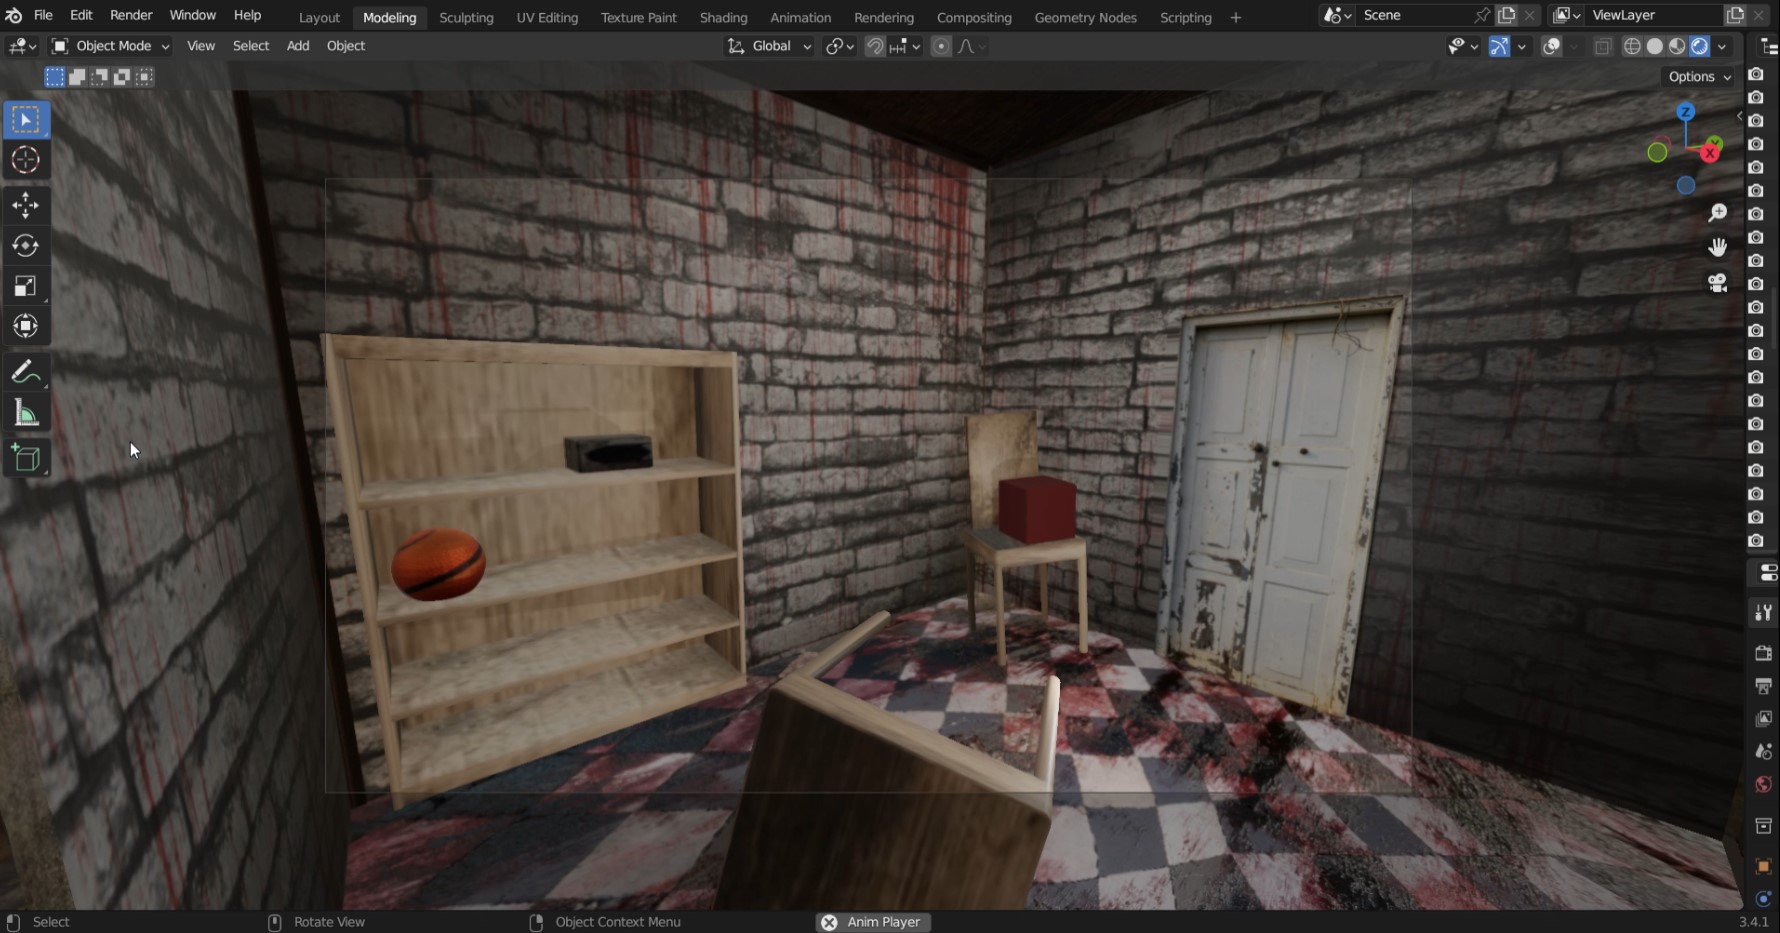 File Edit Render Window Help Layout Modeling Sculpting UV Editing Texture Paint Shading Animation Rendering Compositing Geometry Nodes Scripting + Scene ViewLayer
Object Mode View Select Add Object Global
Options
Z
Y
X
Select Rotate View Object Context Menu Anim Player 3.4.1